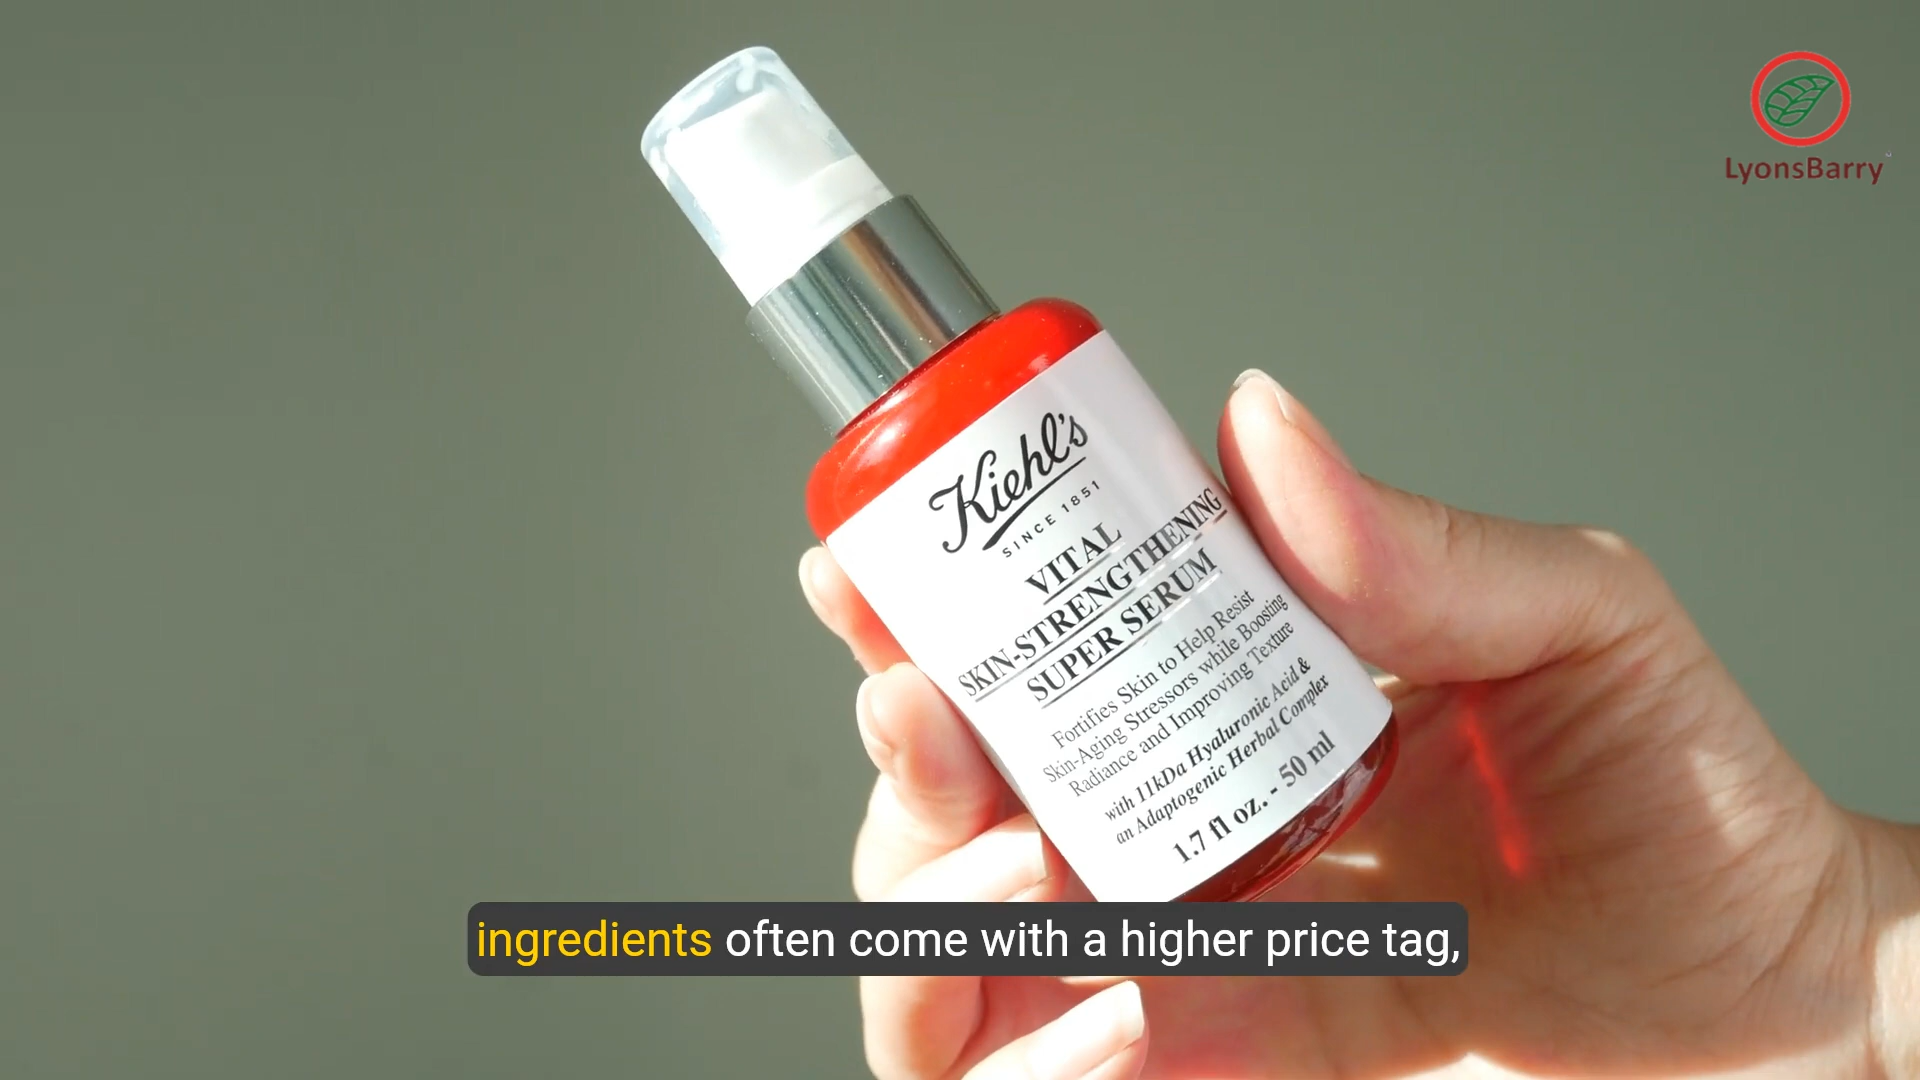 LyonsBarry
Kiehl's
SINCE 1851
VITAL
SKIN-STRENGTHENING
SUPER SERUM
Fortifies Skin to Help Resist
Skin-Aging Stressors while Boosting
Radiance and Improving Texture
with 11kDa Hyaluronic Acid &
an Adaptogenic Herbal Complex
1.7 fl oz. - 50 ml
ingredients often come with a higher price tag,